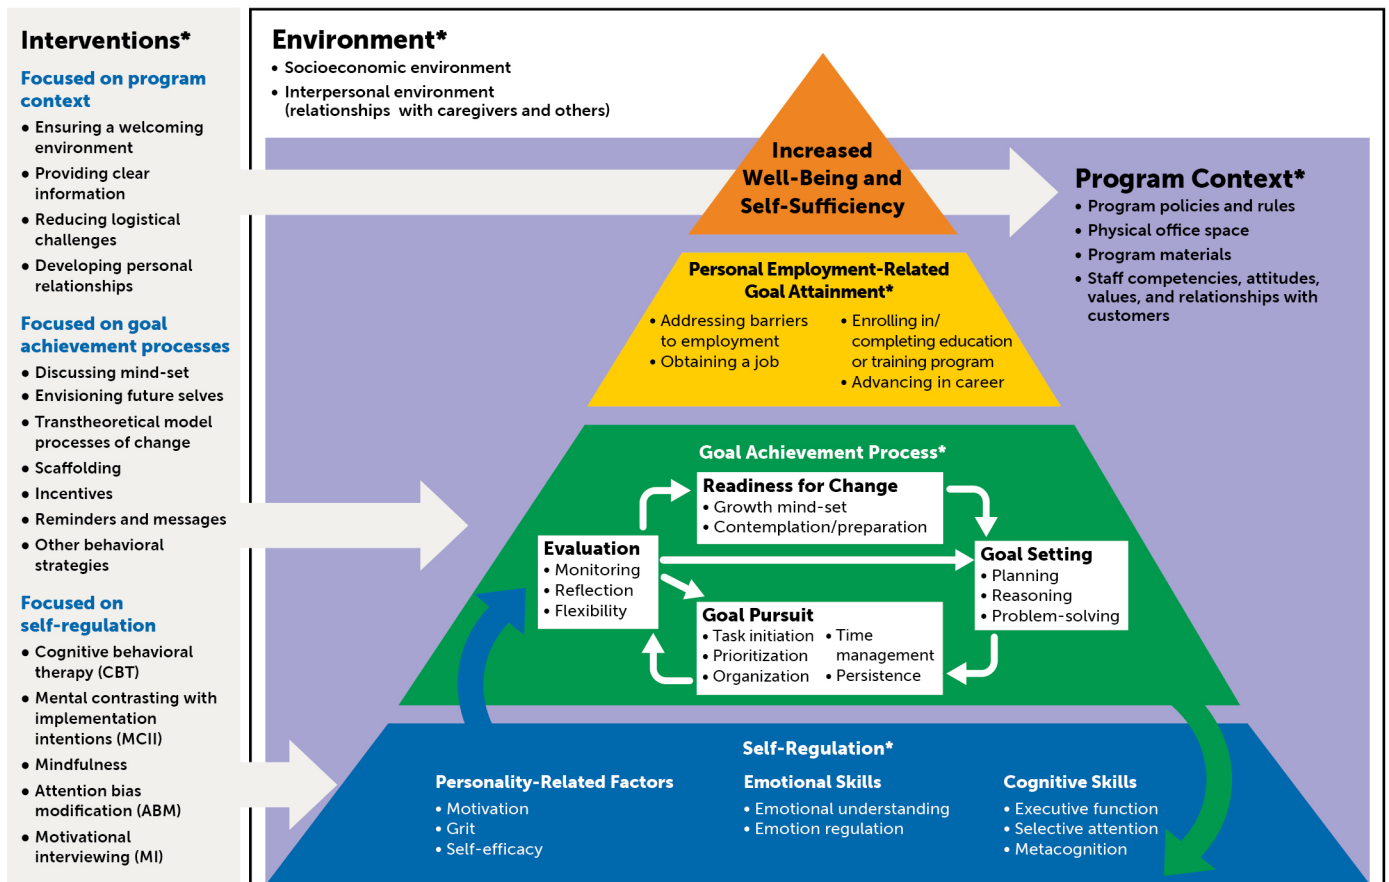 Interventions*
Focused on program
context
● Ensuring a welcoming
environment
● Providing clear
information
● Reducing logistical
challenges
● Developing personal
relationships
Focused on goal
achievement processes
● Discussing mind-set
● Envisioning future selves
● Transtheoretical model
processes of change
● Scaffolding
● Incentives
● Reminders and messages
● Other behavioral
strategies
Focused on
self-regulation
● Cognitive behavioral
therapy (CBT)
● Mental contrasting with
implementation
intentions (MCII)
● Mindfulness
● Attention bias
modification (ABM)
● Motivational
interviewing (MI)
Environment*
• Socioeconomic environment
• Interpersonal environment
(relationships with caregivers and others)
Increased
Well-Being and
Self-Sufficiency
Program Context*
• Program policies and rules
• Physical office space
• Program materials
• Staff competencies, attitudes,
values, and relationships with
customers
Personal Employment-Related
Goal Attainment*
• Addressing barriers
to employment
• Obtaining a job
• Enrolling in/
completing education
or training program
• Advancing in career
Goal Achievement Process*
Readiness for Change
• Growth mind-set
• Contemplation/preparation
Evaluation
• Monitoring
• Reflection
• Flexibility
Goal Setting
• Planning
• Reasoning
• Problem-solving
Goal Pursuit
• Task initiation
• Prioritization
• Organization
• Time
management
• Persistence
Self-Regulation*
Personality-Related Factors
• Motivation
• Grit
• Self-efficacy
Emotional Skills
• Emotional understanding
• Emotion regulation
Cognitive Skills
• Executive function
• Selective attention
• Metacognition